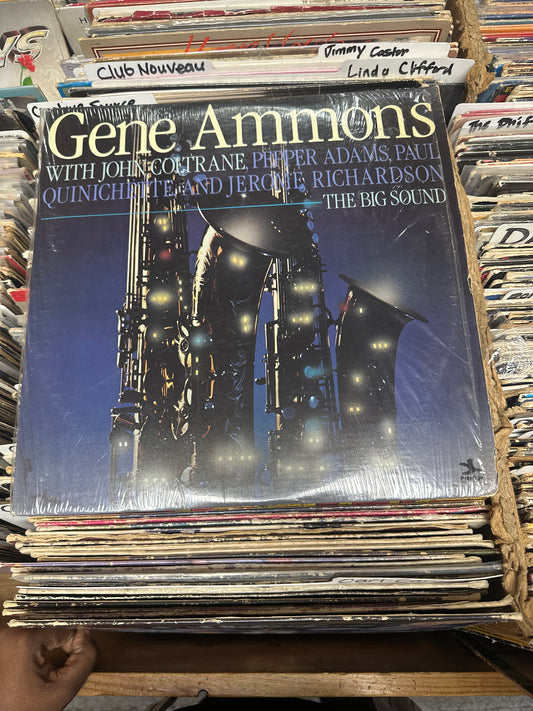 Jimmy Castor
Club Nouveau
Linda Clifford
Gene Ammons
WITH JOHN COLTRANE, PEPPER ADAMS, PAUL
QUINICHETTE, AND JEROME RICHARDSON
THE BIG SOUND